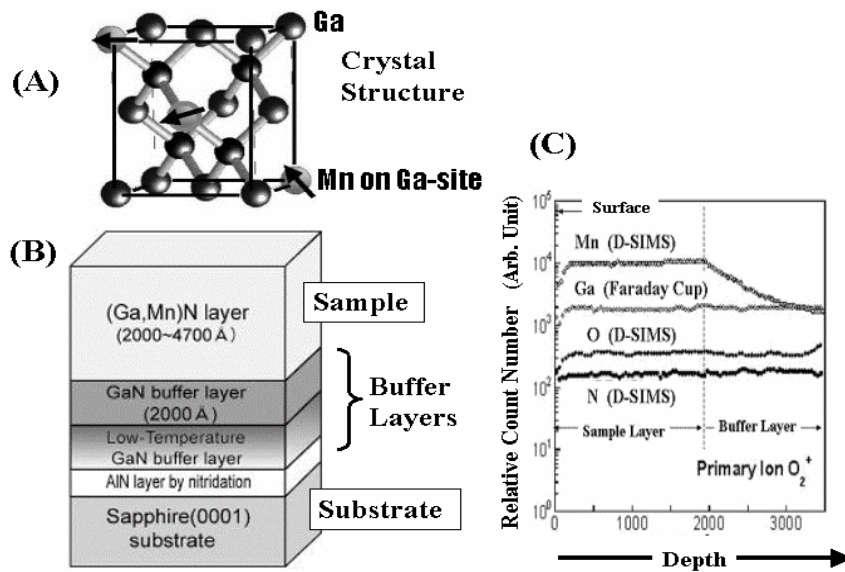 (A)
Ga
Crystal
Structure
Mn on Ga-site
(B)
(Ga,Mn)N layer
(2000~4700 Å)
Sample
GaN buffer layer
(2000 Å)
Low-Temperature
GaN buffer layer
Buffer
Layers
AlN layer by nitridation
Sapphire(0001)
substrate
Substrate
(C)
Relative Count Number (Arb. Unit)
10⁵
10⁴
10³
10²
10¹
10⁰
Surface
Mn (D-SIMS)
Ga (Faraday Cup)
O (D-SIMS)
N (D-SIMS)
Sample Layer
Buffer Layer
Primary Ion O₂⁺
0 1000 2000 3000
Depth